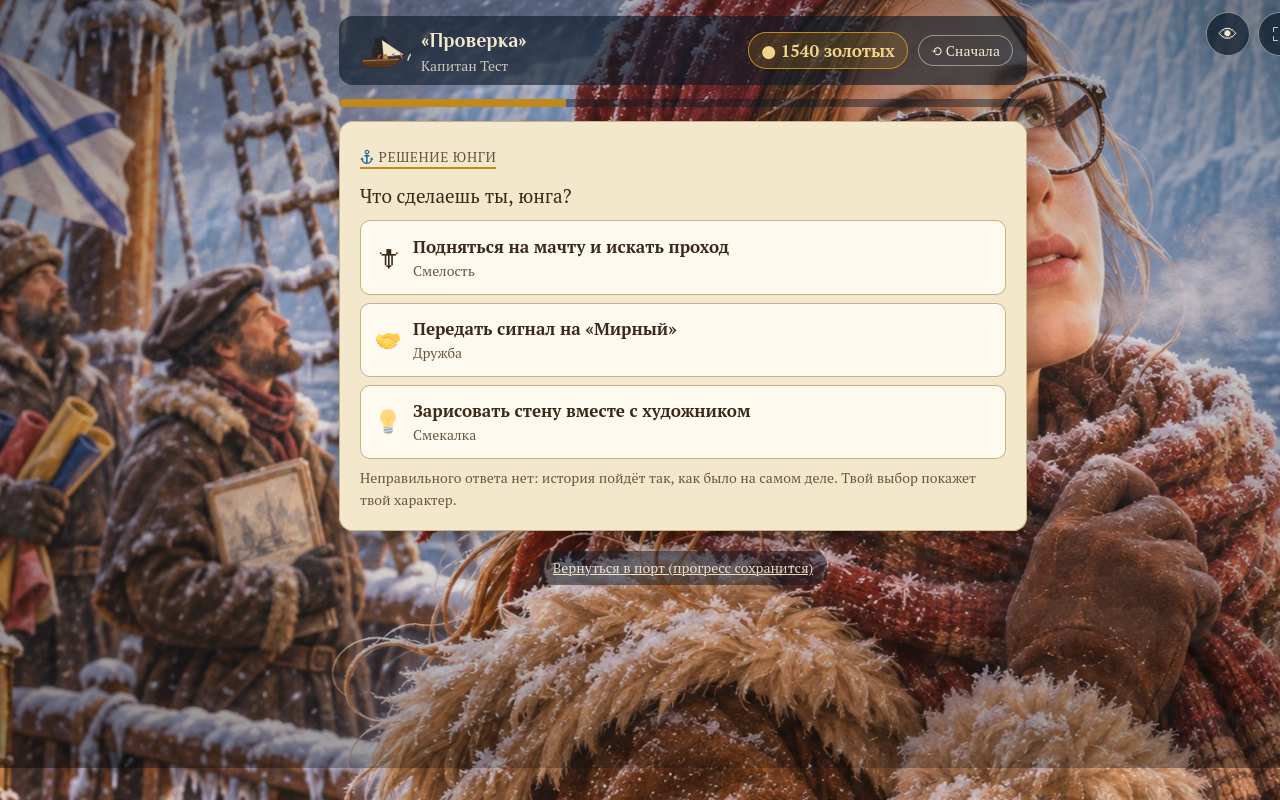 «Проверка»
Капитан Тест
1540 золотых
⟲ Сначала
РЕШЕНИЕ ЮНГИ
Что сделаешь ты, юнга?
Подняться на мачту и искать проход
Смелость
Передать сигнал на «Мирный»
Дружба
Зарисовать стену вместе с художником
Смекалка
Неправильного ответа нет: история пойдёт так, как было на самом деле. Твой выбор покажет
твой характер.
Вернуться в порт (прогресс сохранится)